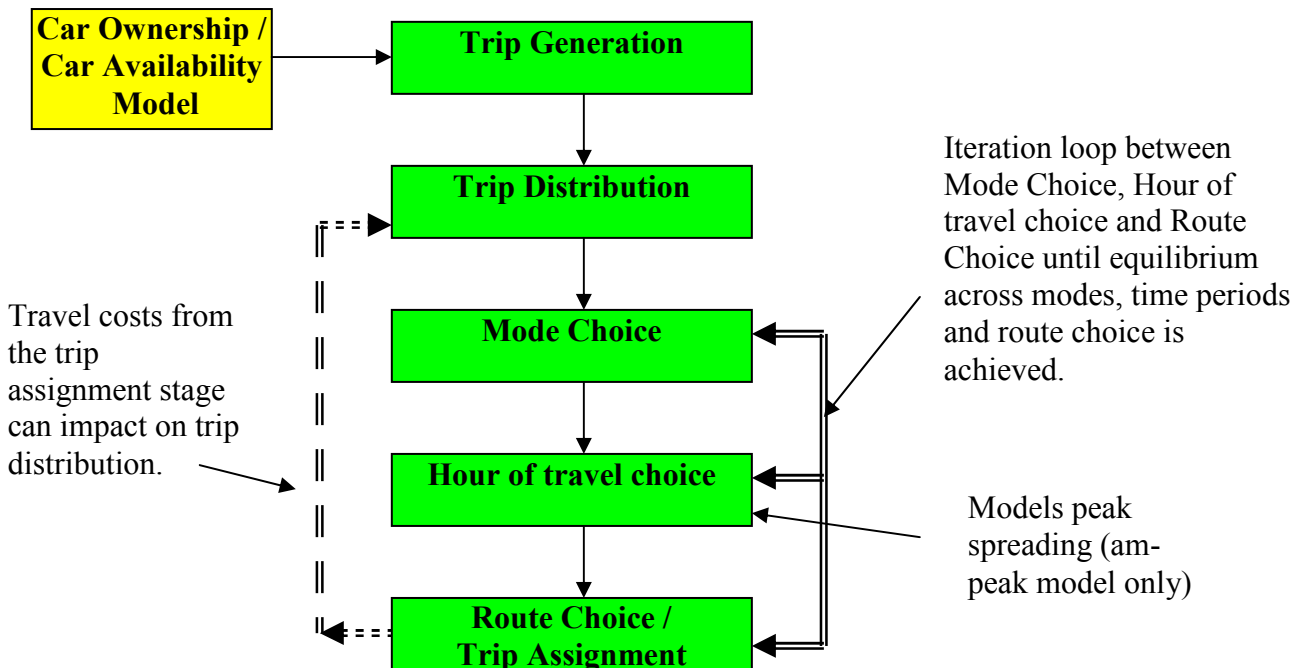 Car Ownership /
Car Availability
Model
Trip Generation
Trip Distribution
Iteration loop between
Mode Choice, Hour of
travel choice and Route
Choice until equilibrium
across modes, time periods
and route choice is
achieved.
Travel costs from
the trip
assignment stage
can impact on trip
distribution.
Mode Choice
Hour of travel choice
Models peak
spreading (am-
peak model only)
Route Choice /
Trip Assignment